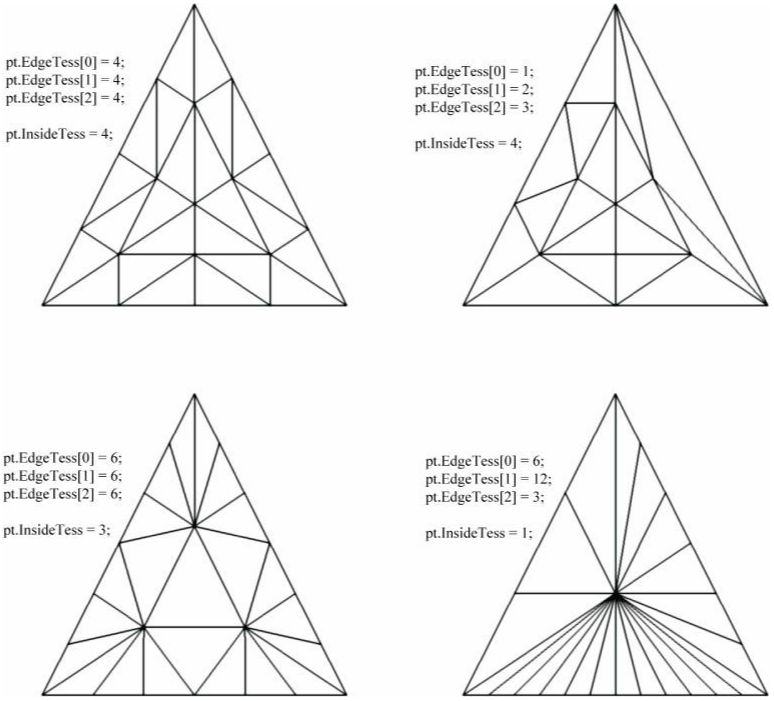 pt.EdgeTess[0] = 4;
pt.EdgeTess[1] = 4;
pt.EdgeTess[2] = 4;
pt.InsideTess = 4;
pt.EdgeTess[0] = 1;
pt.EdgeTess[1] = 2;
pt.EdgeTess[2] = 3;
pt.InsideTess = 4;
pt.EdgeTess[0] = 6;
pt.EdgeTess[1] = 6;
pt.EdgeTess[2] = 6;
pt.InsideTess = 3;
pt.EdgeTess[0] = 6;
pt.EdgeTess[1] = 12;
pt.EdgeTess[2] = 3;
pt.InsideTess = 1;